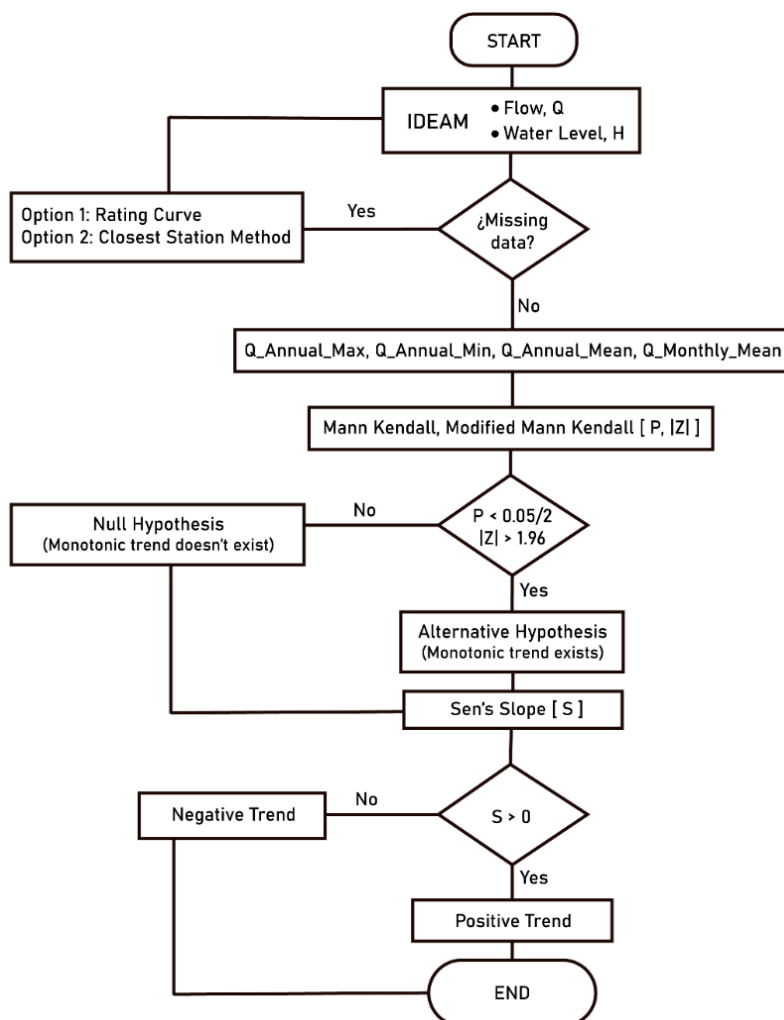 START
IDEAM
• Flow, Q
• Water Level, H
Option 1: Rating Curve
Option 2: Closest Station Method
Yes
¿Missing
data?
No
Q_Annual_Max, Q_Annual_Min, Q_Annual_Mean, Q_Monthly_Mean
Mann Kendall, Modified Mann Kendall [ P, |Z| ]
Null Hypothesis
(Monotonic trend doesn't exist)
No
P < 0.05/2
|Z| > 1.96
Yes
Alternative Hypothesis
(Monotonic trend exists)
Sen's Slope [ S ]
Negative Trend
No
S > 0
Yes
Positive Trend
END